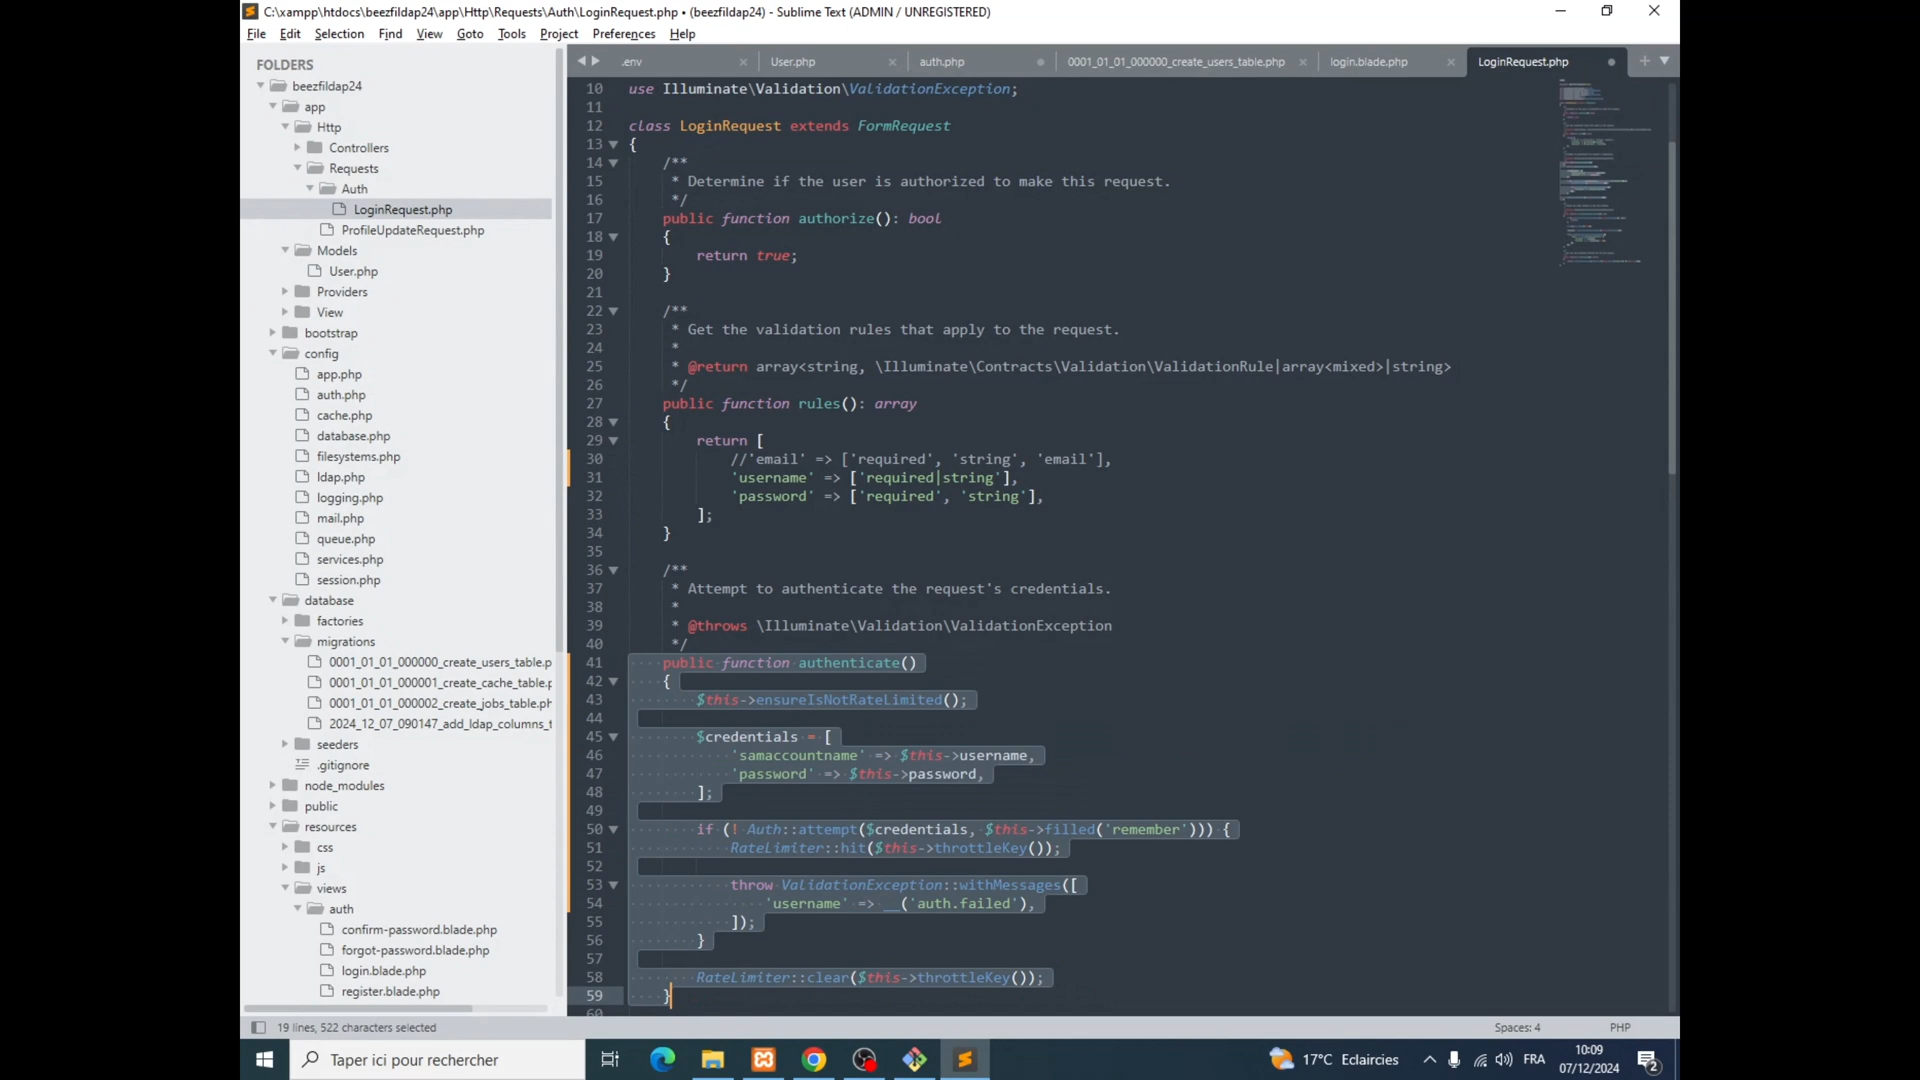 C:\xampp\htdocs\beezfildap24\app\Http\Requests\Auth\LoginRequest.php • (beezfildap24) - Sublime Text (ADMIN / UNREGISTERED)
File Edit Selection Find View Goto Tools Project Preferences Help
FOLDERS
beezfildap24
app
Http
Controllers
Requests
Auth
LoginRequest.php
ProfileUpdateRequest.php
Models
User.php
Providers
View
bootstrap
config
app.php
auth.php
cache.php
database.php
filesystems.php
ldap.php
logging.php
mail.php
queue.php
services.php
session.php
database
factories
migrations
0001_01_01_000000_create_users_table.p
0001_01_01_000001_create_cache_table.p
0001_01_01_000002_create_jobs_table.ph
2024_12_07_090147_add_ldap_columns_t
seeders
.gitignore
node_modules
public
resources
css
js
views
auth
confirm-password.blade.php
forgot-password.blade.php
login.blade.php
register.blade.php
.env User.php auth.php 0001_01_01_000000_create_users_table.php login.blade.php LoginRequest.php
10 use Illuminate\Validation\ValidationException;
11
12 class LoginRequest extends FormRequest
13 {
14 /**
15 * Determine if the user is authorized to make this request.
16 */
17 public function authorize(): bool
18 {
19 return true;
20 }
21
22 /**
23 * Get the validation rules that apply to the request.
24 *
25 * @return array<string, \Illuminate\Contracts\Validation\ValidationRule|array<mixed>|string>
26 */
27 public function rules(): array
28 {
29 return [
30 //'email' => ['required', 'string', 'email'],
31 'username' => ['required|string'],
32 'password' => ['required', 'string'],
33 ];
34 }
35
36 /**
37 * Attempt to authenticate the request's credentials.
38 *
39 * @throws \Illuminate\Validation\ValidationException
40 */
41 public function authenticate()
42 {
43 $this->ensureIsNotRateLimited();
44
45 $credentials = [
46 'samaccountname' => $this->username,
47 'password' => $this->password,
48 ];
49
50 if (! Auth::attempt($credentials, $this->filled('remember'))) {
51 RateLimiter::hit($this->throttleKey());
52
53 throw ValidationException::withMessages([
54 'username' => __('auth.failed'),
55 ]);
56 }
57
58 RateLimiter::clear($this->throttleKey());
59 }
60
19 lines, 522 characters selected
Spaces: 4 PHP
Taper ici pour rechercher
17°C Eclaircies
FRA
10:09
07/12/2024
2